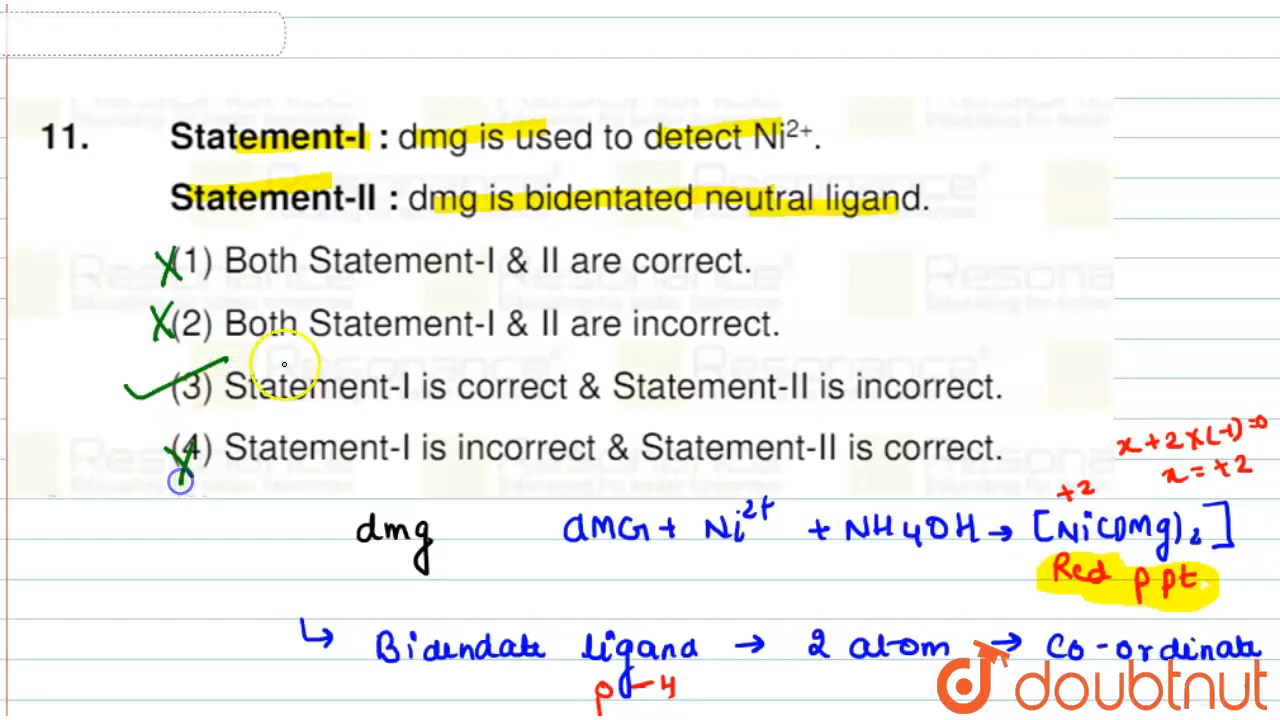 11. Statement-I : dmg is used to detect Ni²⁺.
Statement-II : dmg is bidentated neutral ligand.
(1) Both Statement-I & II are correct.
(2) Both Statement-I & II are incorrect.
(3) Statement-I is correct & Statement-II is incorrect.
(4) Statement-I is incorrect & Statement-II is correct.
x+2×(-1)=0
x=+2
+2
dmg dMG + Ni²⁺ + NH4OH → [Ni(DMg)₂]
Red ppt
↳ Bidendate ligand → 2 atom → Co-ordinate
doubtnut